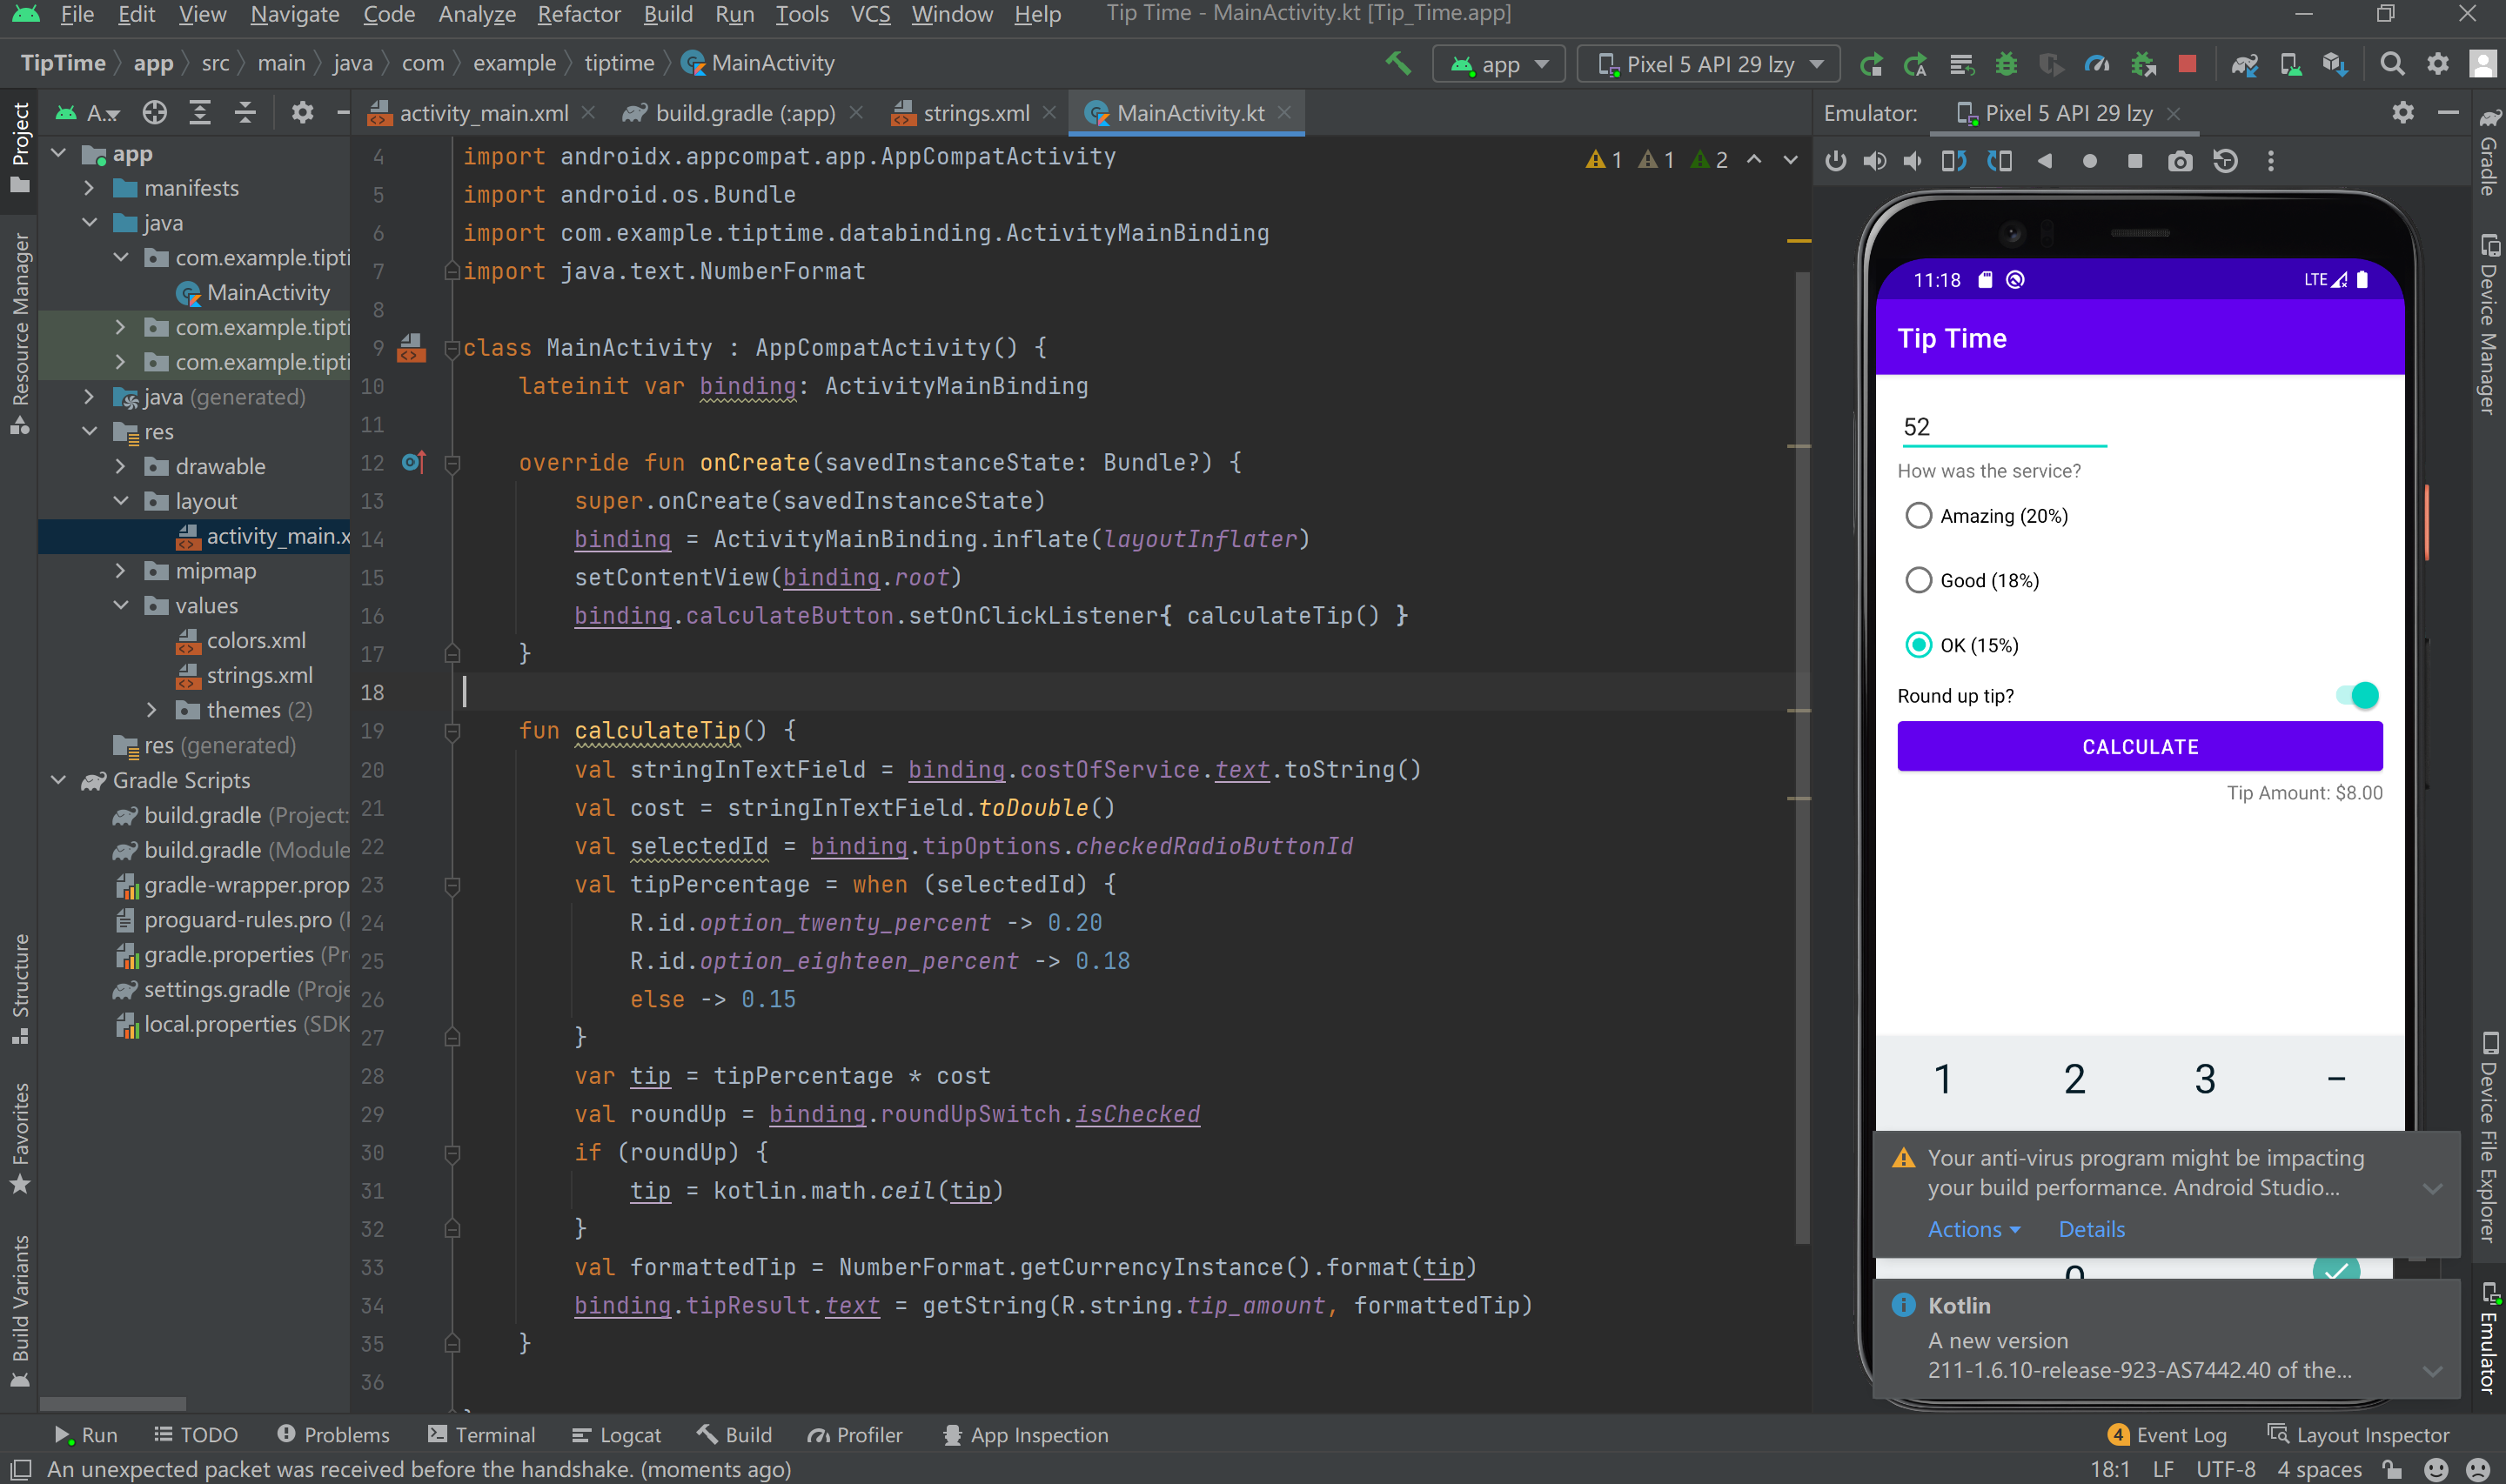 File Edit View Navigate Code Analyze Refactor Build Run Tools VCS Window Help Tip Time - MainActivity.kt [Tip_Time.app]
TipTime app src main java com example tiptime MainActivity app Pixel 5 API 29 lzy
A... activity_main.xml build.gradle (:app) strings.xml MainActivity.kt Emulator: Pixel 5 API 29 lzy
Project
Resource Manager
Structure
Favorites
Build Variants
app
manifests
java
com.example.tipti
MainActivity
com.example.tipti
com.example.tipti
java (generated)
res
drawable
layout
activity_main.x
mipmap
values
colors.xml
strings.xml
themes (2)
res (generated)
Gradle Scripts
build.gradle (Project:
build.gradle (Module
gradle-wrapper.prop
proguard-rules.pro (
gradle.properties (Pr
settings.gradle (Proje
local.properties (SDK
1 1 2
4 import androidx.appcompat.app.AppCompatActivity
5 import android.os.Bundle
6 import com.example.tiptime.databinding.ActivityMainBinding
7 import java.text.NumberFormat
8
9 class MainActivity : AppCompatActivity() {
10 lateinit var binding: ActivityMainBinding
11
12 override fun onCreate(savedInstanceState: Bundle?) {
13 super.onCreate(savedInstanceState)
14 binding = ActivityMainBinding.inflate(layoutInflater)
15 setContentView(binding.root)
16 binding.calculateButton.setOnClickListener{ calculateTip() }
17 }
18
19 fun calculateTip() {
20 val stringInTextField = binding.costOfService.text.toString()
21 val cost = stringInTextField.toDouble()
22 val selectedId = binding.tipOptions.checkedRadioButtonId
23 val tipPercentage = when (selectedId) {
24 R.id.option_twenty_percent -> 0.20
25 R.id.option_eighteen_percent -> 0.18
26 else -> 0.15
27 }
28 var tip = tipPercentage * cost
29 val roundUp = binding.roundUpSwitch.isChecked
30 if (roundUp) {
31 tip = kotlin.math.ceil(tip)
32 }
33 val formattedTip = NumberFormat.getCurrencyInstance().format(tip)
34 binding.tipResult.text = getString(R.string.tip_amount, formattedTip)
35 }
36
11:18 LTE
Tip Time
52
How was the service?
Amazing (20%)
Good (18%)
OK (15%)
Round up tip?
CALCULATE
Tip Amount: $8.00
1 2 3 −
Your anti-virus program might be impacting
your build performance. Android Studio...
Actions Details
0
Kotlin
A new version
211-1.6.10-release-923-AS7442.40 of the...
Gradle
Device Manager
Device File Explorer
Emulator
Run TODO Problems Terminal Logcat Build Profiler App Inspection 4 Event Log Layout Inspector
An unexpected packet was received before the handshake. (moments ago) 18:1 LF UTF-8 4 spaces